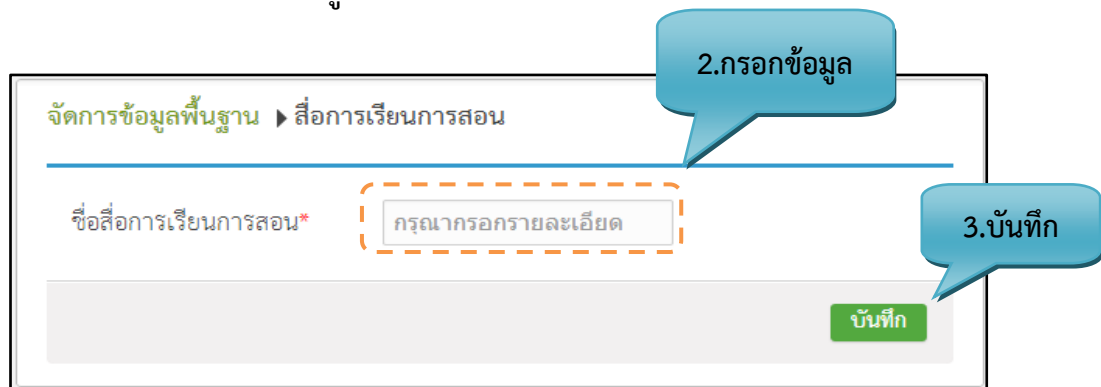 2.กรอกข้อมูล
จัดการข้อมูลพื้นฐาน ▶ สื่อการเรียนการสอน
ชื่อสื่อการเรียนการสอน* กรุณากรอกรายละเอียด
3.บันทึก
บันทึก